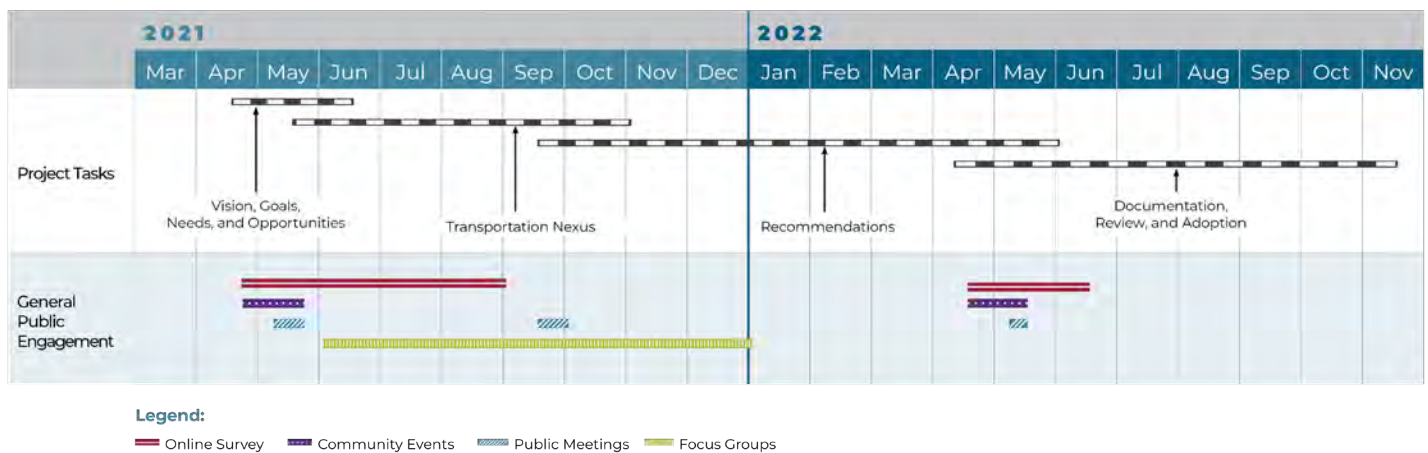 2021
2022
Mar Apr May Jun Jul Aug Sep Oct Nov Dec Jan Feb Mar Apr May Jun Jul Aug Sep Oct Nov
Project Tasks
Vision, Goals,
Needs, and Opportunities
Transportation Nexus
Recommendations
Documentation,
Review, and Adoption
General
Public
Engagement
Legend:
Online Survey
Community Events
Public Meetings
Focus Groups